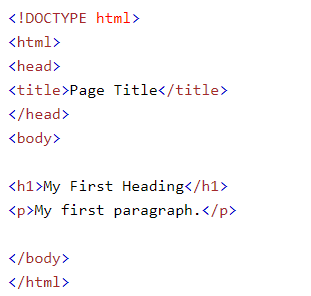 <!DOCTYPE html>
<html>
<head>
<title>Page Title</title>
</head>
<body>
<h1>My First Heading</h1>
<p>My first paragraph.</p>
</body>
</html>